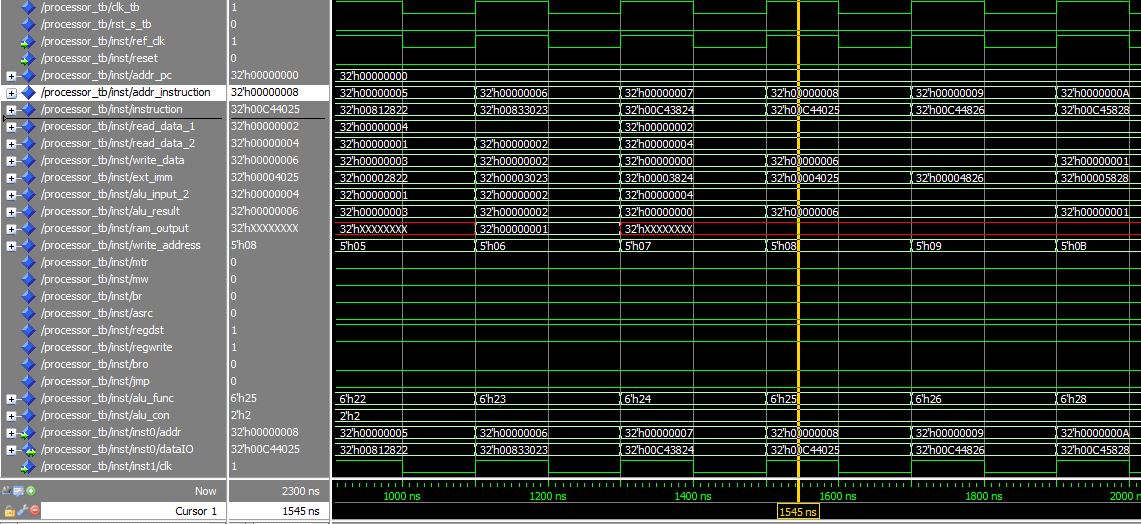 /processor_tb/clk_tb 1
/processor_tb/rst_s_tb 0
/processor_tb/inst/ref_clk 1
/processor_tb/inst/reset 0
/processor_tb/inst/addr_pc 32'h00000000 32'h00000000
/processor_tb/inst/addr_instruction 32'h00000008 32'h00000005 32'h00000006 32'h00000007 32'h00000008 32'h00000009 32'h0000000A
/processor_tb/inst/instruction 32'h00C44025 32'h00812822 32'h00833023 32'h00C43824 32'h00C44025 32'h00C44826 32'h00C45828
/processor_tb/inst/read_data_1 32'h00000002 32'h00000004 32'h00000002
/processor_tb/inst/read_data_2 32'h00000004 32'h00000001 32'h00000002 32'h00000004
/processor_tb/inst/write_data 32'h00000006 32'h00000003 32'h00000002 32'h00000000 32'h00000006 32'h00000001
/processor_tb/inst/ext_imm 32'h00004025 32'h00002822 32'h00003023 32'h00003824 32'h00004025 32'h00004826 32'h00005828
/processor_tb/inst/alu_input_2 32'h00000004 32'h00000001 32'h00000002 32'h00000004
/processor_tb/inst/alu_result 32'h00000006 32'h00000003 32'h00000002 32'h00000000 32'h00000006 32'h00000001
/processor_tb/inst/ram_output 32'hXXXXXXXX 32'hXXXXXXXX 32'h00000001 32'hXXXXXXXX
/processor_tb/inst/write_address 5'h08 5'h05 5'h06 5'h07 5'h08 5'h09 5'h0B
/processor_tb/inst/mtr 0
/processor_tb/inst/mw 0
/processor_tb/inst/br 0
/processor_tb/inst/asrc 0
/processor_tb/inst/regdst 1
/processor_tb/inst/regwrite 1
/processor_tb/inst/bro 0
/processor_tb/inst/jmp 0
/processor_tb/inst/alu_func 6'h25 6'h22 6'h23 6'h24 6'h25 6'h26 6'h28
/processor_tb/inst/alu_con 2'h2 2'h2
/processor_tb/inst/inst0/addr 32'h00000008 32'h00000005 32'h00000006 32'h00000007 32'h00000008 32'h00000009 32'h0000000A
/processor_tb/inst/inst0/dataIO 32'h00C44025 32'h00812822 32'h00833023 32'h00C43824 32'h00C44025 32'h00C44826 32'h00C45828
/processor_tb/inst/inst1/clk 1
Now 2300 ns 1000 ns 1200 ns 1400 ns 1600 ns 1800 ns 2000 ns
Cursor 1 1545 ns 1545 ns